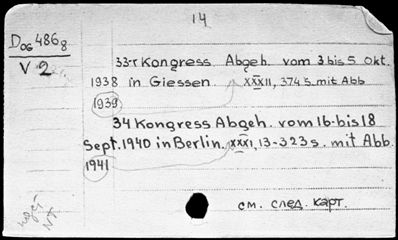 14
Dos 4868
V 2
33-r Kongress Abgeh. vom 3 bis 5 Okt.
1938 in Giessen. XXXII, 374 S. mit Abb
1939
34 Kongress Abgeh. vom 16-bis 18
Sept. 1940 in Berlin. XXXI, 13-323 s. mit Abb.
1941
см. след. карт.